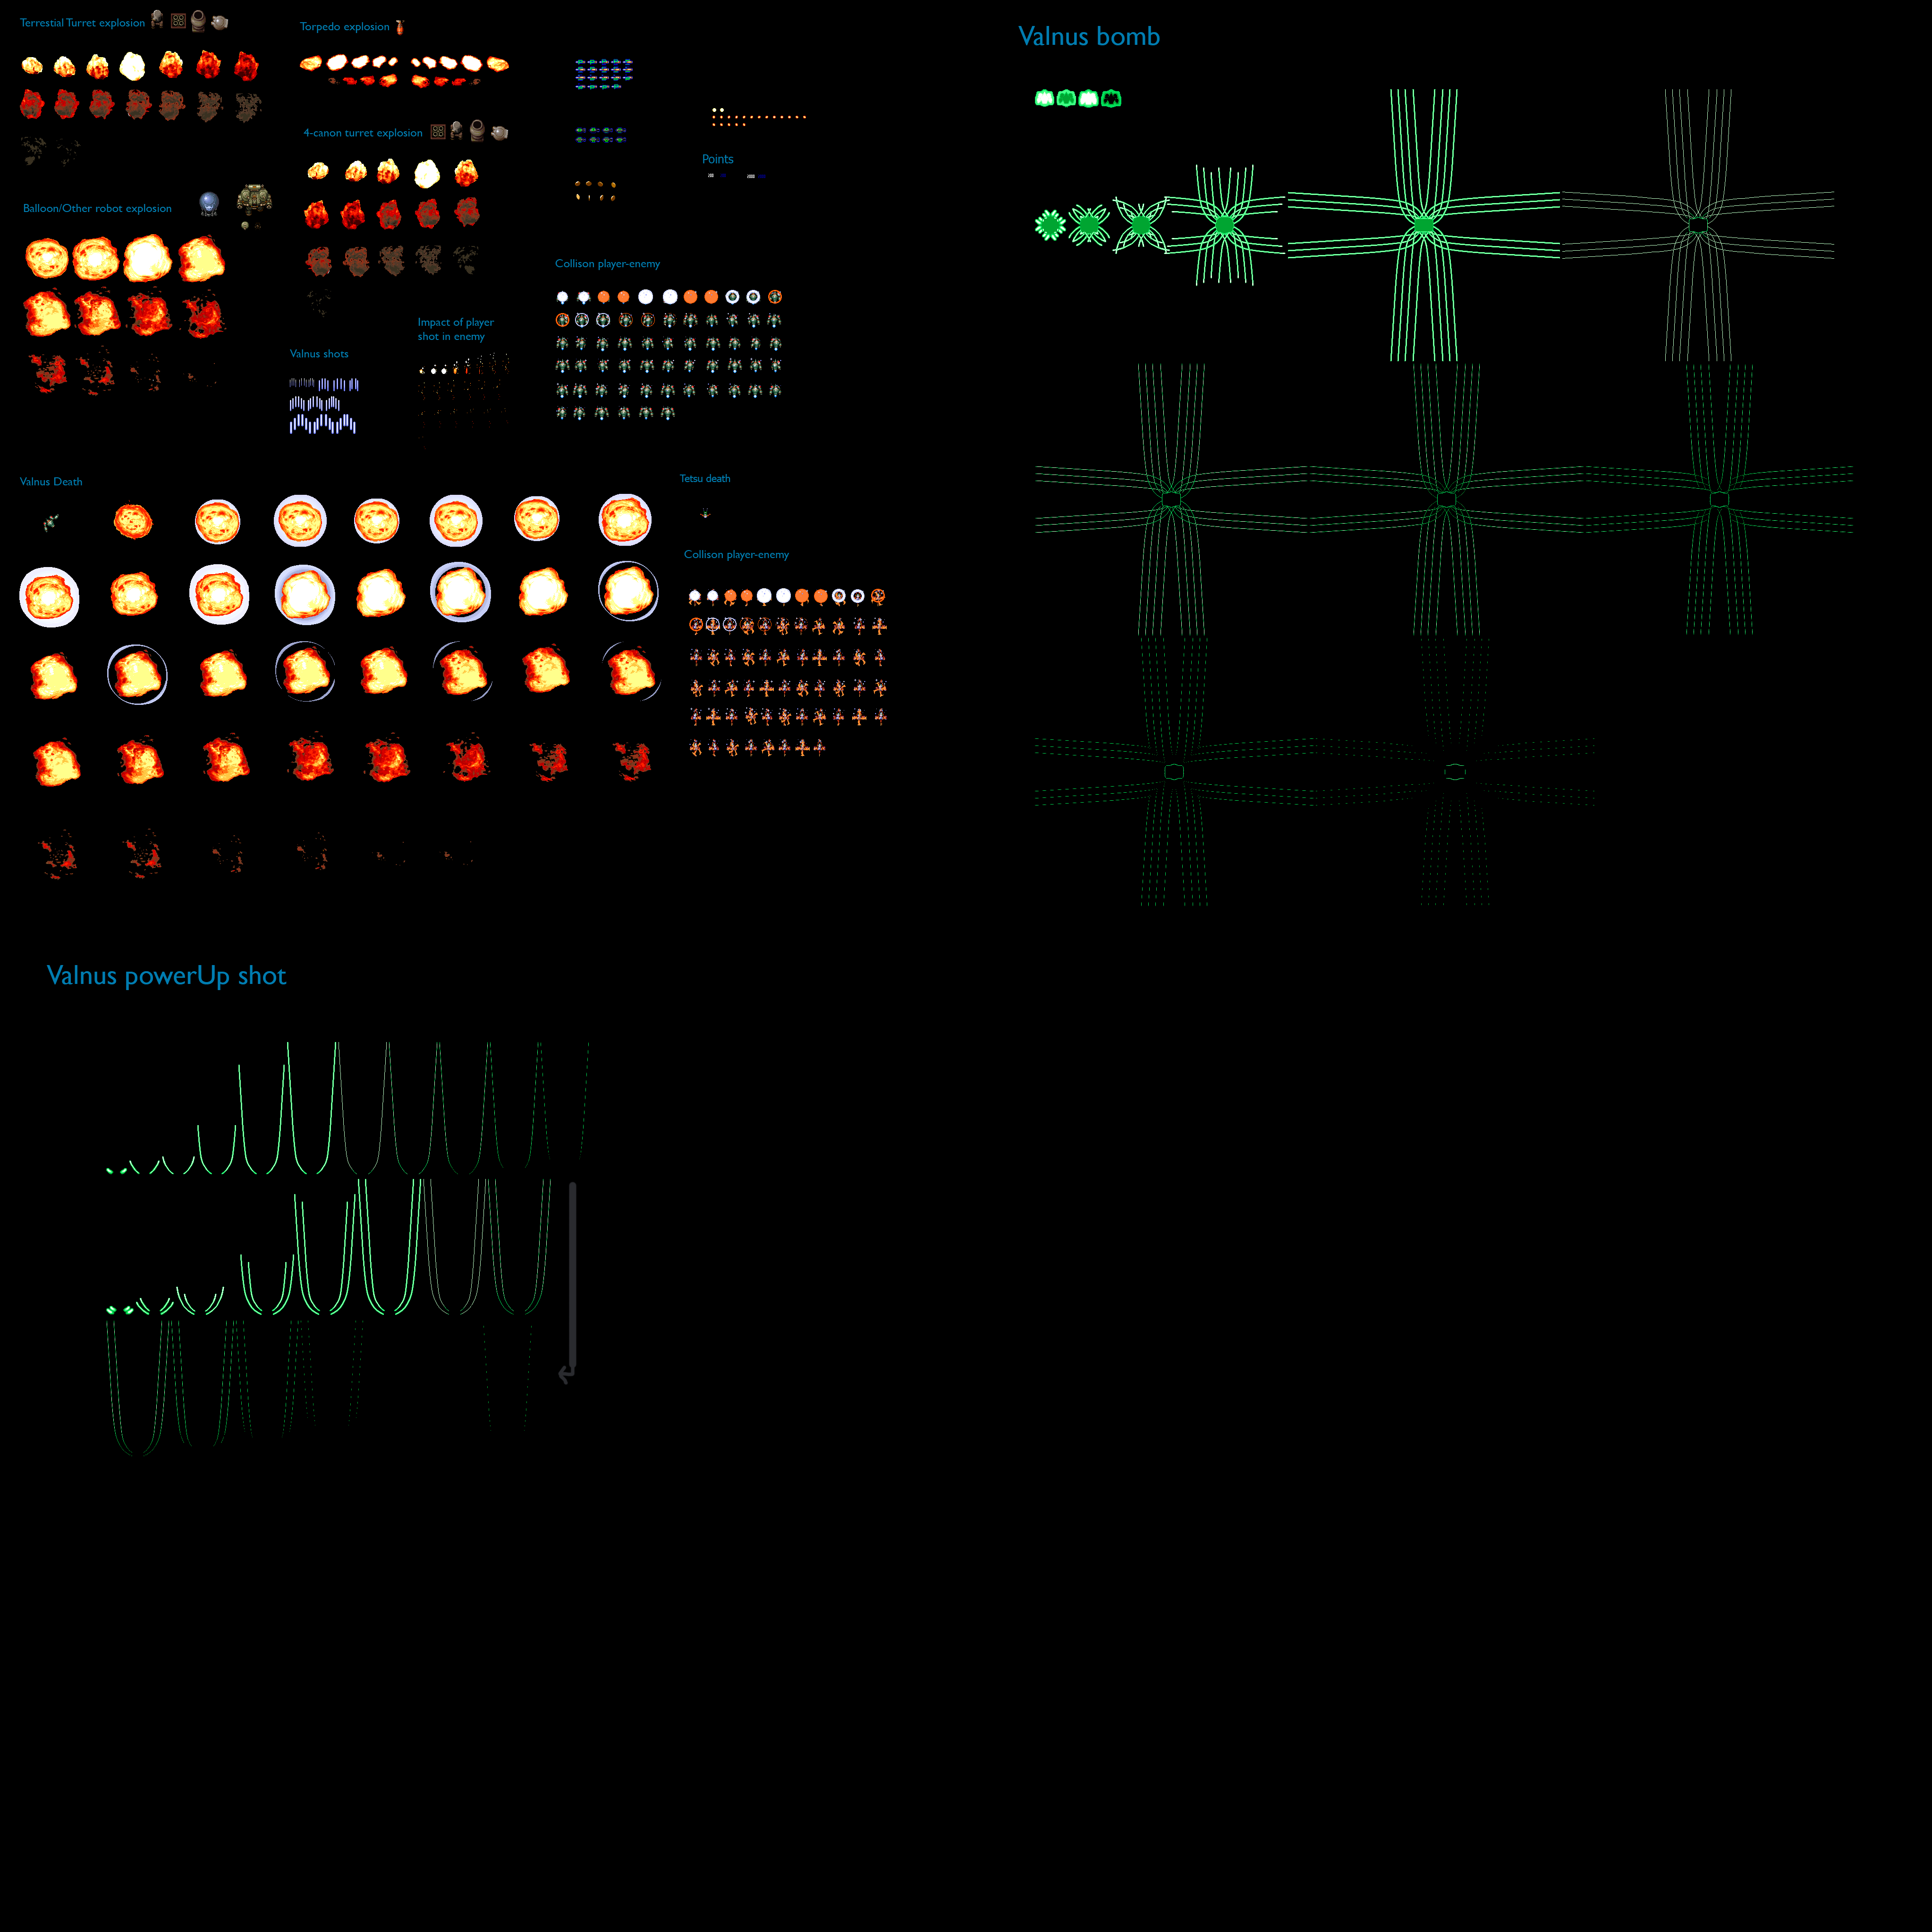 Terrestial Turret explosion
Torpedo explosion
Valnus bomb
4-canon turret explosion
Points
Balloon/Other robot explosion
Collison player-enemy
Impact of player
shot in enemy
Valnus shots
Valnus Death
Tetsu death
Collison player-enemy
Valnus powerUp shot